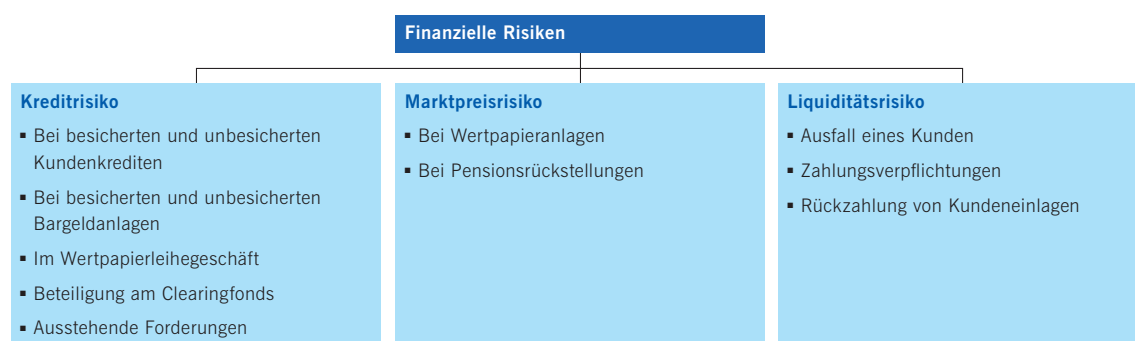 Finanzielle Risiken
Kreditrisiko
▪ Bei besicherten und unbesicherten
Kundenkrediten
▪ Bei besicherten und unbesicherten
Bargeldanlagen
▪ Im Wertpapierleihegeschäft
▪ Beteiligung am Clearingfonds
▪ Ausstehende Forderungen
Marktpreisrisiko
▪ Bei Wertpapieranlagen
▪ Bei Pensionsrückstellungen
Liquiditätsrisiko
▪ Ausfall eines Kunden
▪ Zahlungsverpflichtungen
▪ Rückzahlung von Kundeneinlagen